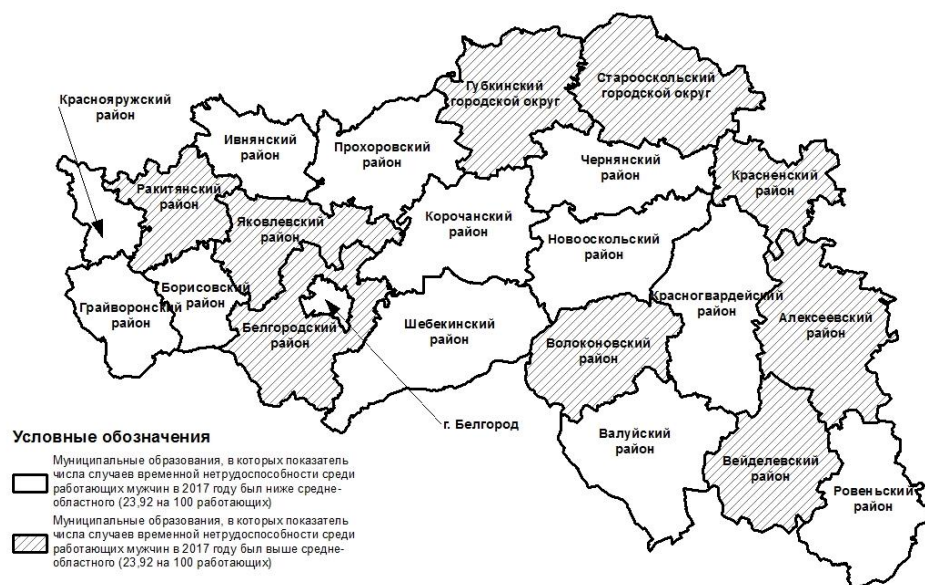 Губкинский
городской округ
Старооскольский
городской округ
Краснояружский
район
Ивнянский
район
Прохоровский
район
Чернянский
район
Красненский
район
Ракитянский
район
Яковлевский
район
Корочанский
район
Новооскольский
район
Грайворонский
район
Борисовский
район
Белгородский
район
Шебекинский
район
Волоконовский
район
Красногвардейский
район
Алексеевский
район
г. Белгород
Валуйский
район
Вейделевский
район
Ровеньский
район
Условные обозначения
Муниципальные образования, в которых показатель
числа случаев временной нетрудоспособности среди
работающих мужчин в 2017 году был ниже средне-
областного (23,92 на 100 работающих)
Муниципальные образования, в которых показатель
числа случаев временной нетрудоспособности среди
работающих мужчин в 2017 году был выше средне-
областного (23,92 на 100 работающих)